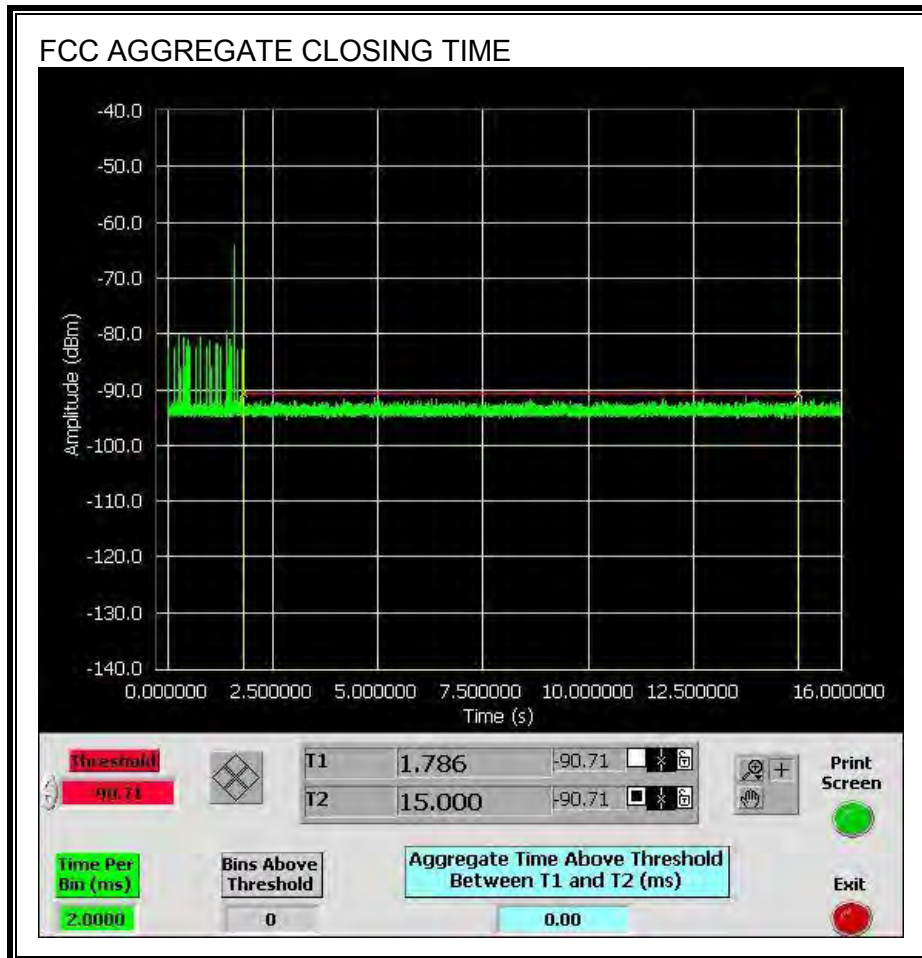 FCC AGGREGATE CLOSING TIME
-40.0
-50.0
-60.0
-70.0
-80.0
-90.0
-100.0
-110.0
-120.0
-130.0
-140.0
Amplitude (dBm)
0.000000 2.500000 5.000000 7.500000 10.000000 12.500000 16.000000
Time (s)
Threshold
-90.71
T1 1.786 -90.71
T2 15.000 -90.71
Print
Screen
Time Per
Bin (ms)
2.0000
Bins Above
Threshold
0
Aggregate Time Above Threshold
Between T1 and T2 (ms)
0.00
Exit